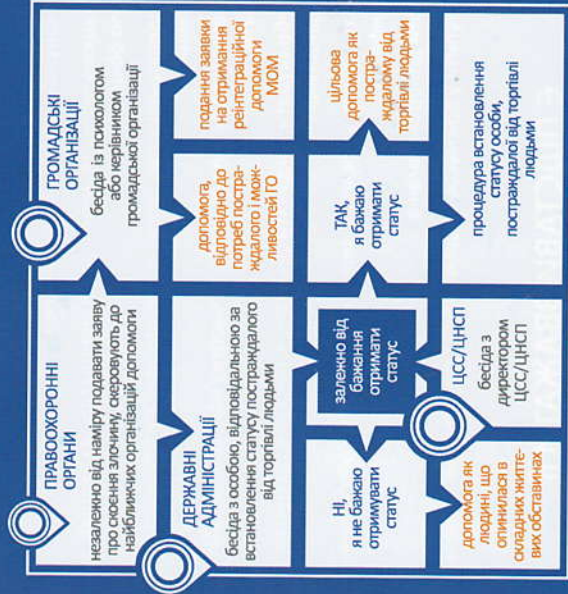 ПРАВООХОРОННІ
ОРГАНИ
незалежно від наміру подавати заяву
про скоєння злочину, скеровують до
найближчих організацій допомоги
ГРОМАДСЬКІ
ОРГАНІЗАЦІЇ
бесіда із психологом
або керівником
громадської організації
ДЕРЖАВНІ
АДМІНІСТРАЦІЇ
бесіда з особою, відповідальною за
встановлення статусу постраждалого
від торгівлі людьми
допомога,
відповідно до
потреб постра-
ждалого і мож-
ливостей ГО
подання заявки
на отримання
реінтеграційної
допомоги
МОМ
НІ,
я не бажаю
отримувати
статус
залежно від
бажання
отримати
статус
ТАК,
я бажаю
отримати
статус
цільова
допомога як
постра-
ждалому від
торгівлі людьми
допомога як
людині, що
опинилася в
складних життє-
вих обставинах
ЦСС/ЦНСП
бесіда з
директором
ЦСС/ЦНСП
процедура встановлення
статусу особи,
постраждалої від торгівлі
людьми